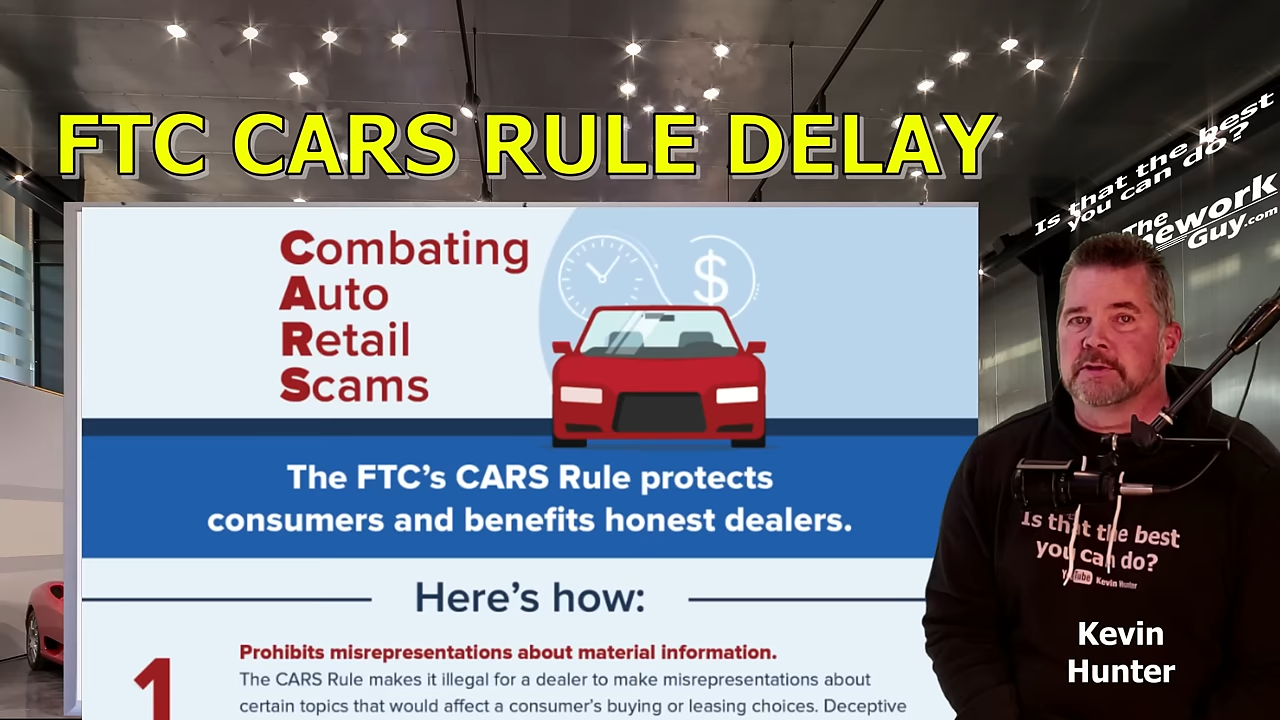 FTC CARS RULE DELAY
Is that the best
you can do?
The
ework
Guy.com
Combating
Auto
Retail
Scams
$
The FTC's CARS Rule protects
consumers and benefits honest dealers.
Here's how:
1
Prohibits misrepresentations about material information.
The CARS Rule makes it illegal for a dealer to make misrepresentations about
certain topics that would affect a consumer's buying or leasing choices. Deceptive
Is that the best
you can do?
YouTube Kevin Hunter
Kevin
Hunter